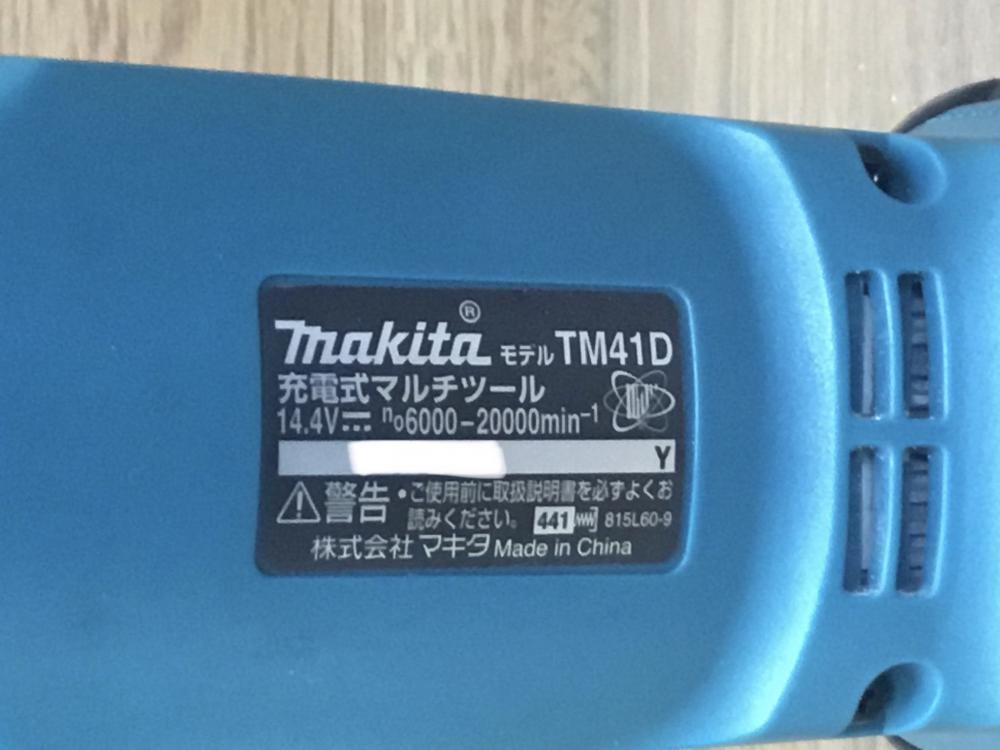 makita® モデル TM41D
充電式マルチツール
14.4V⎓ n₀6000-20000min⁻¹
Y
⚠警告 •ご使用前に取扱説明書を必ずよくお
読みください。 441 815L60-9
株式会社マキタ Made in China